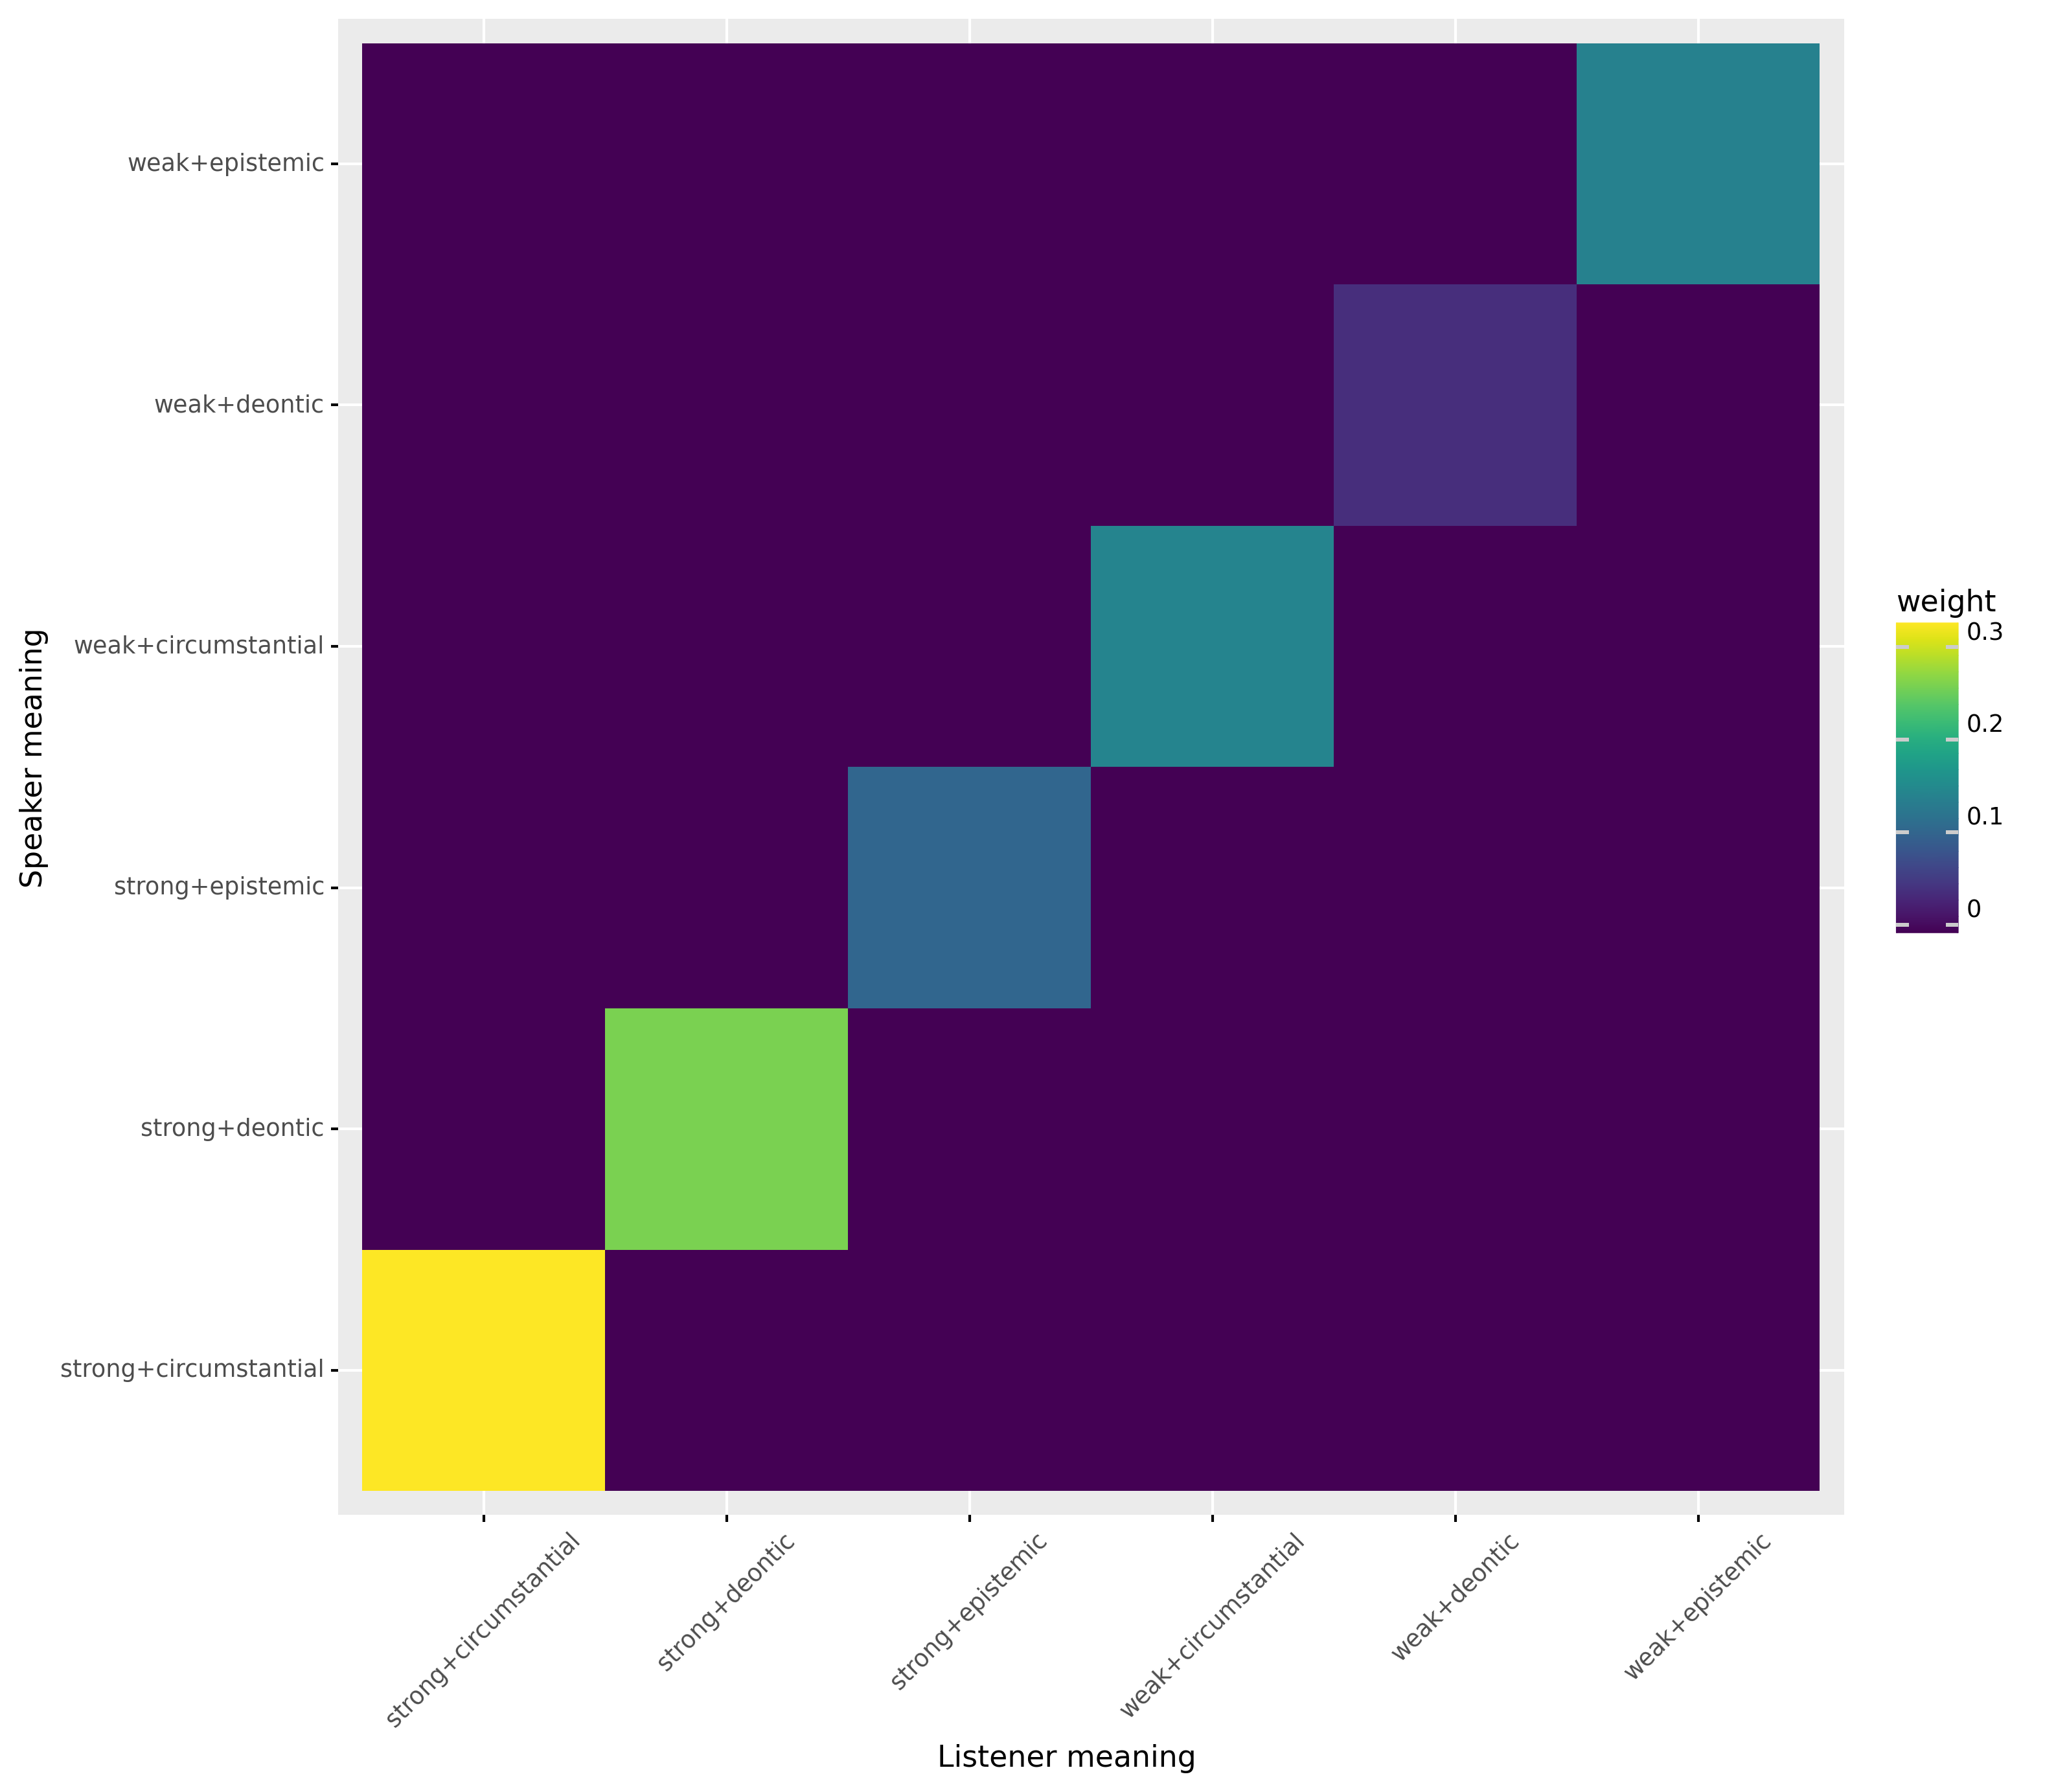 weak+epistemic
weak+deontic
weak+circumstantial
strong+epistemic
strong+deontic
strong+circumstantial
Speaker meaning
strong+circumstantial
strong+deontic
strong+epistemic
weak+circumstantial
weak+deontic
weak+epistemic
Listener meaning
weight
0.3
0.2
0.1
0